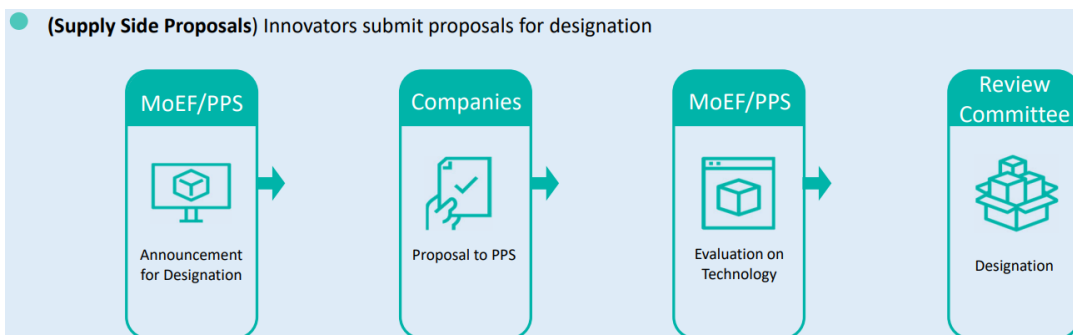 (Supply Side Proposals) Innovators submit proposals for designation
MoEF/PPS
Announcement
for Designation
Companies
Proposal to PPS
MoEF/PPS
Evaluation on
Technology
Review
Committee
Designation